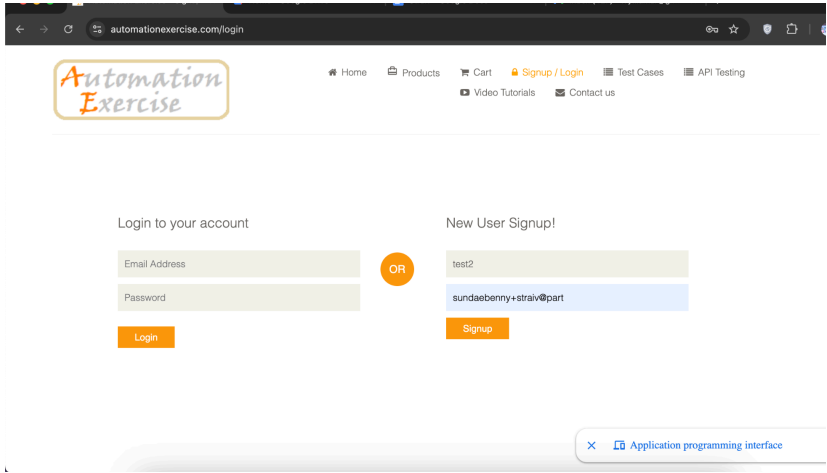 automationexercise.com/login
Automation
Exercise
Home
Products
Cart
Signup / Login
Test Cases
API Testing
Video Tutorials
Contact us
Login to your account
New User Signup!
Email Address
OR
test2
Password
sundaebenny+straiv@part
Login
Signup
Application programming interface